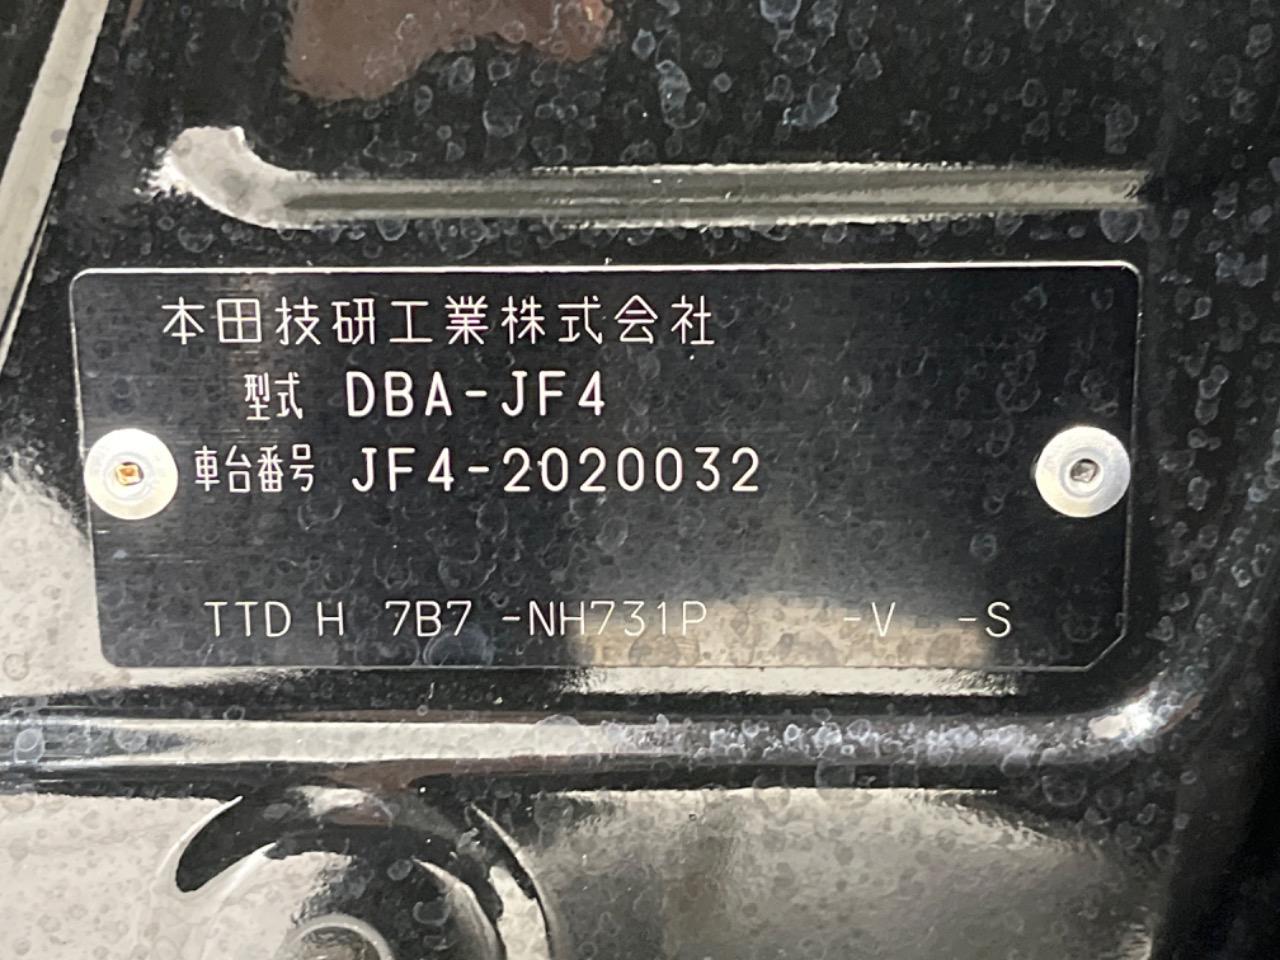 本田技研工業株式会社
型式 DBA-JF4
車台番号 JF4-2020032
TTD H 7B7 -NH731P -V -S